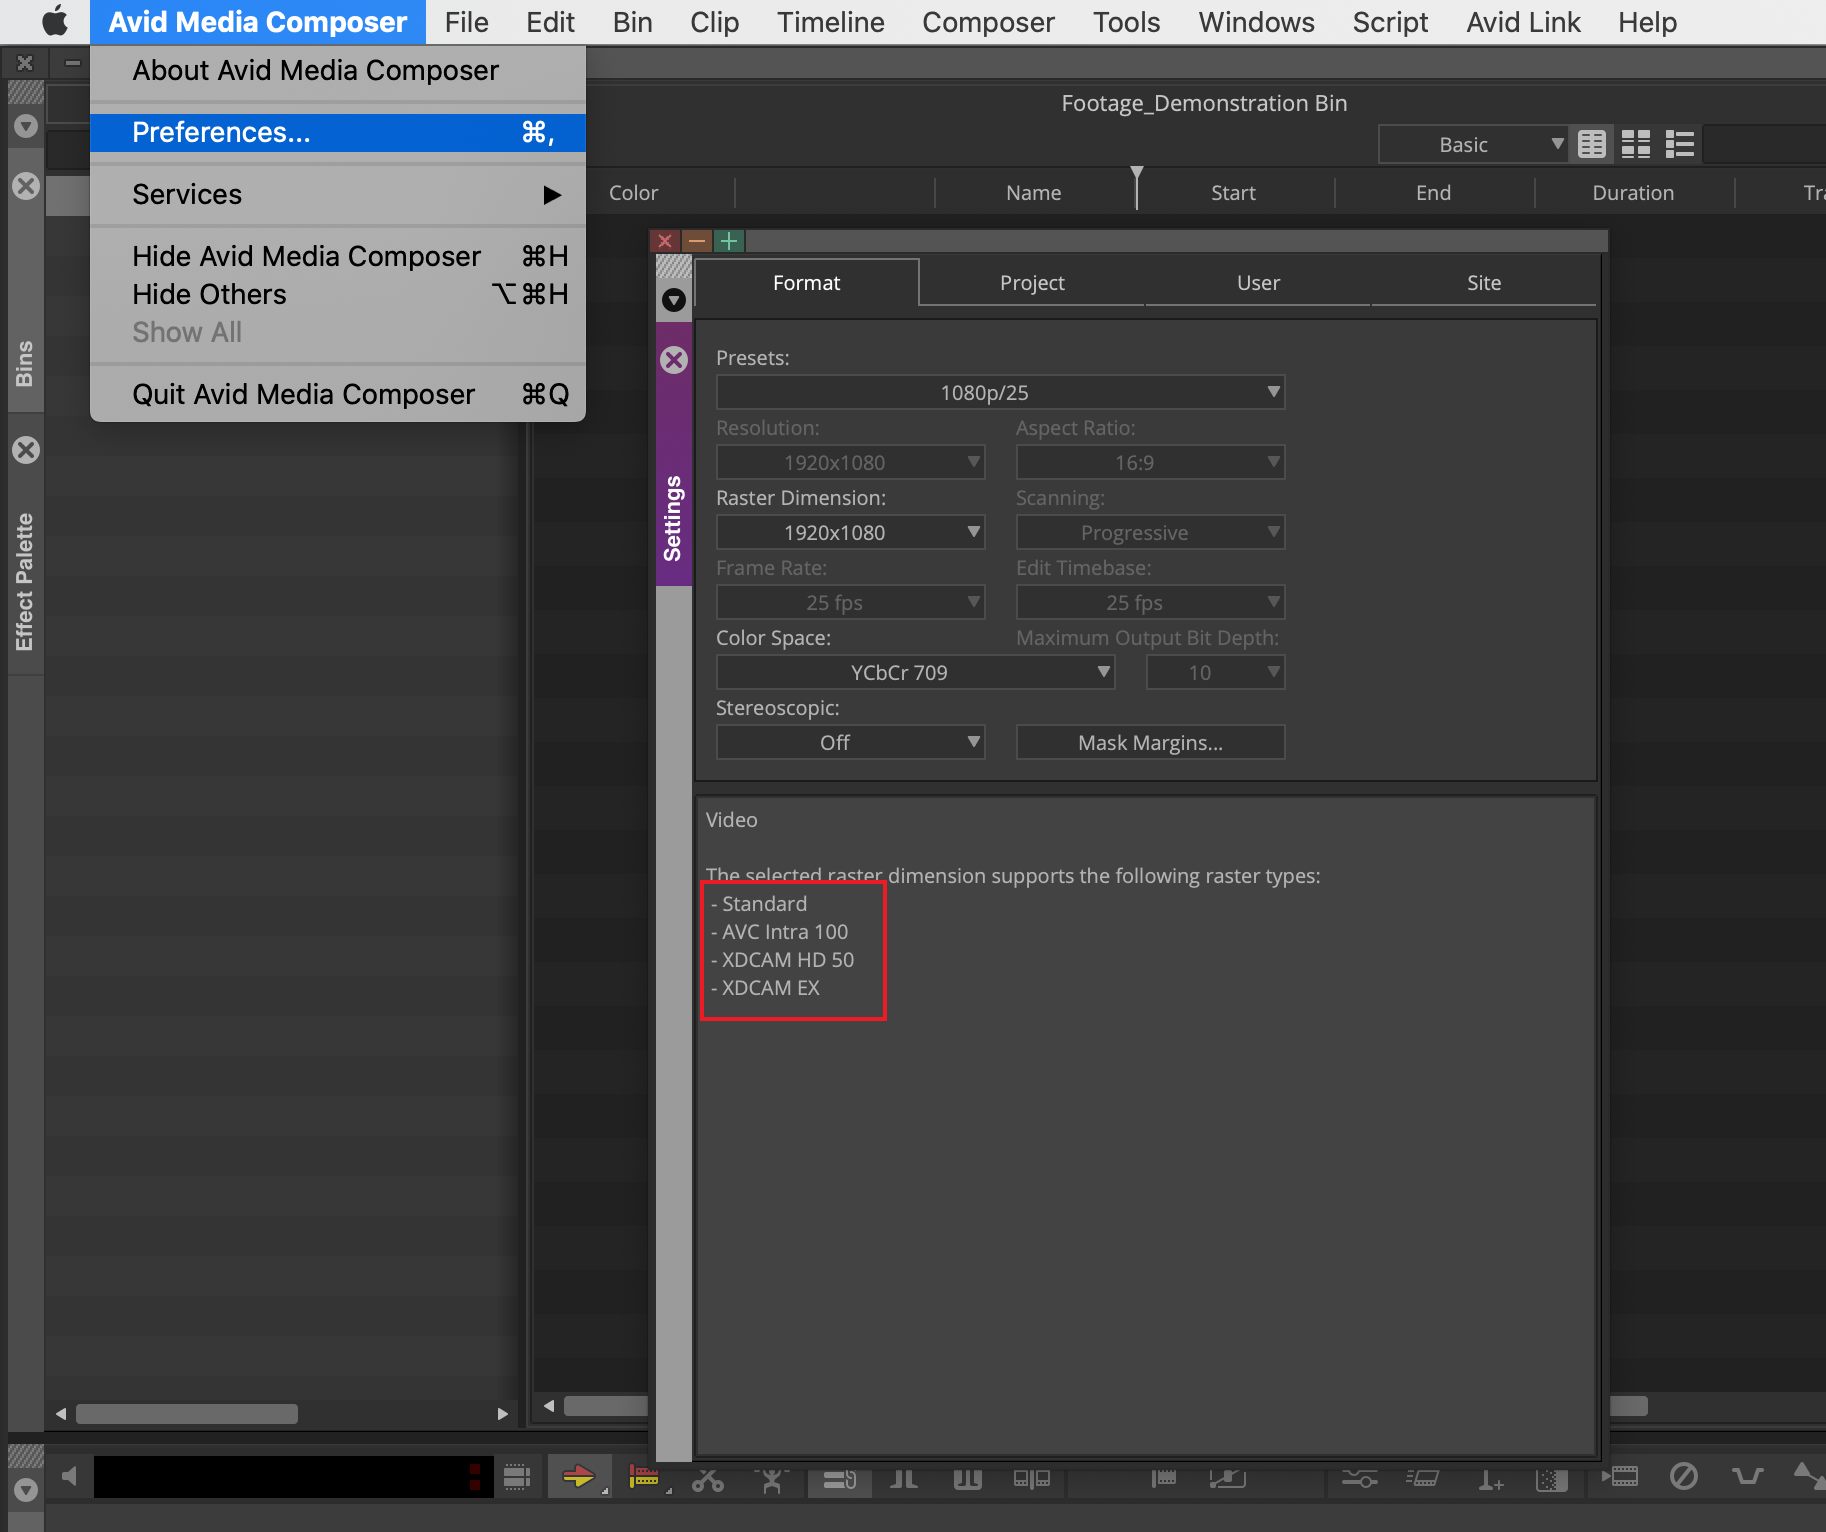 Avid Media Composer File Edit Bin Clip Timeline Composer Tools Windows Script Avid Link Help
About Avid Media Composer
Preferences... ⌘,
Services ▶
Hide Avid Media Composer ⌘H
Hide Others ⌥⌘H
Show All
Quit Avid Media Composer ⌘Q
Bins
Effect Palette
Footage_Demonstration Bin
Basic
Color Name Start End Duration Tra
Settings
Format Project User Site
Presets:
1080p/25
Resolution: Aspect Ratio:
1920x1080 16:9
Raster Dimension: Scanning:
1920x1080 Progressive
Frame Rate: Edit Timebase:
25 fps 25 fps
Color Space: Maximum Output Bit Depth:
YCbCr 709 10
Stereoscopic:
Off Mask Margins...
Video
The selected raster dimension supports the following raster types:
- Standard
- AVC Intra 100
- XDCAM HD 50
- XDCAM EX